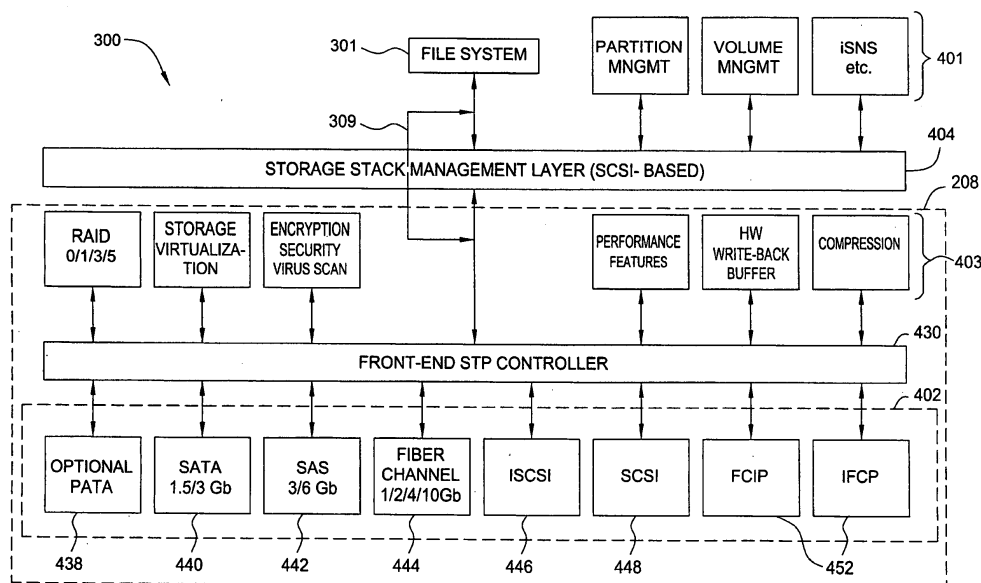 300
301
FILE SYSTEM
PARTITION
MNGMT
VOLUME
MNGMT
iSNS
etc.
401
309
404
STORAGE STACK MANAGEMENT LAYER (SCSI- BASED)
208
RAID
0/1/3/5
STORAGE
VIRTUALIZA-
TION
ENCRYPTION
SECURITY
VIRUS SCAN
PERFORMANCE
FEATURES
HW
WRITE-BACK
BUFFER
COMPRESSION
403
430
FRONT-END STP CONTROLLER
402
OPTIONAL
PATA
SATA
1.5/3 Gb
SAS
3/6 Gb
FIBER
CHANNEL
1/2/4/10Gb
ISCSI
SCSI
FCIP
IFCP
438
440
442
444
446
448
452